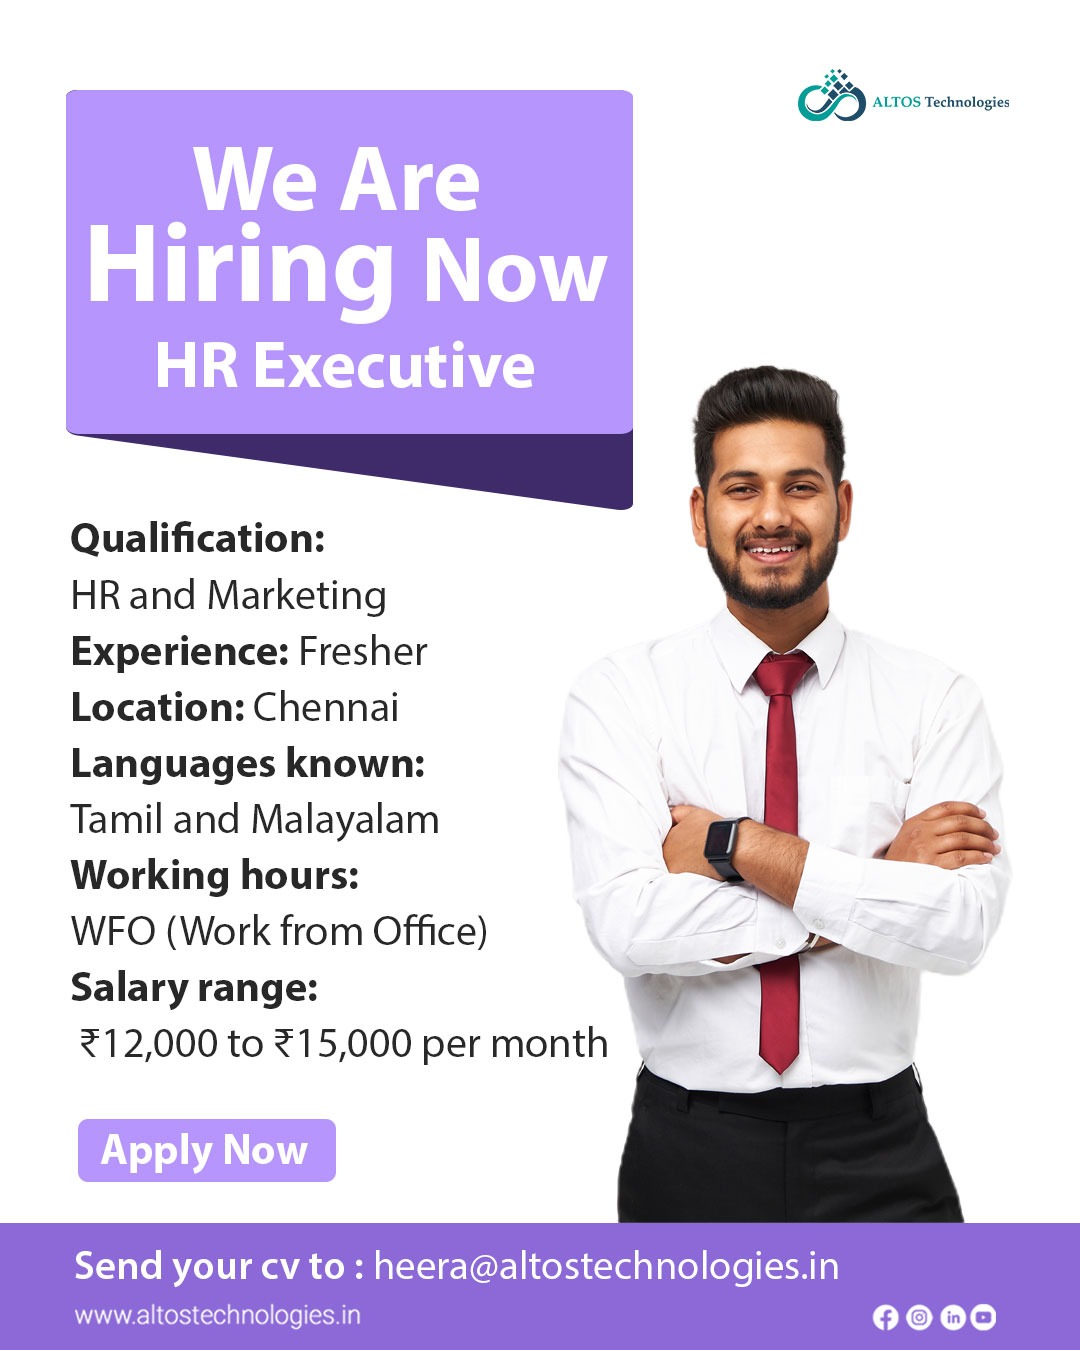 ALTOS Technologies
We Are
Hiring Now
HR Executive
Qualification:
HR and Marketing
Experience: Fresher
Location: Chennai
Languages known:
Tamil and Malayalam
Working hours:
WFO (Work from Office)
Salary range:
₹12,000 to ₹15,000 per month
Apply Now
Send your cv to : heera@altostechnologies.in
www.altostechnologies.in